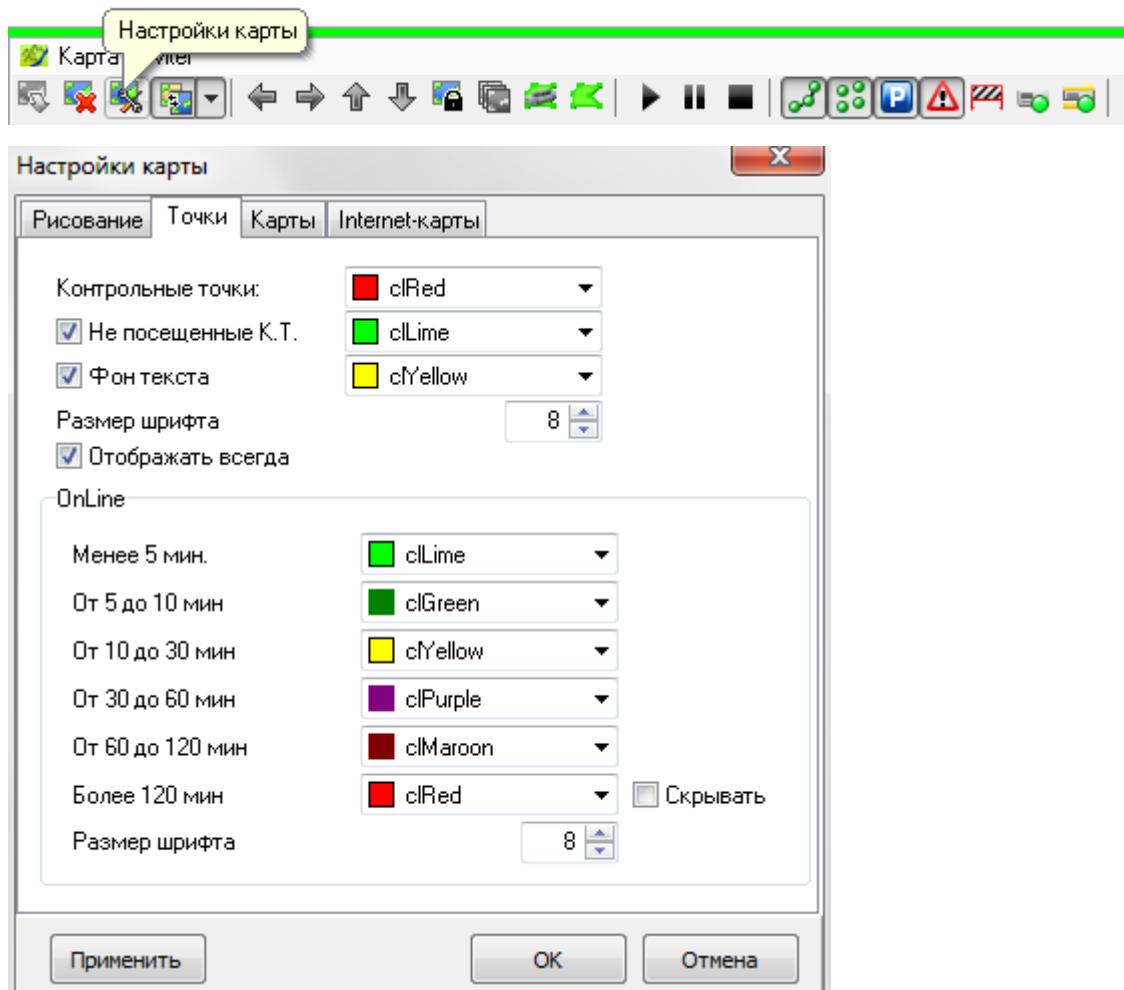 Настройки карты
Карта
Настройки карты
Рисование Точки Карты Internet-карты
Контрольные точки: clRed
Не посещенные К.Т. clLime
Фон текста clYellow
Размер шрифта 8
Отображать всегда
OnLine
Менее 5 мин. clLime
От 5 до 10 мин clGreen
От 10 до 30 мин clYellow
От 30 до 60 мин clPurple
От 60 до 120 мин clMaroon
Более 120 мин clRed Скрывать
Размер шрифта 8
Применить OK Отмена